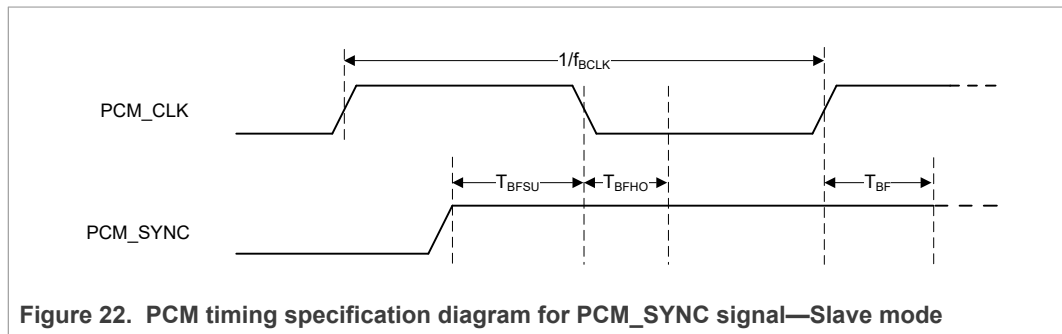 1/fBCLK
PCM_CLK
TBFSU
TBFHO
TBF
PCM_SYNC
Figure 22. PCM timing specification diagram for PCM_SYNC signal—Slave mode